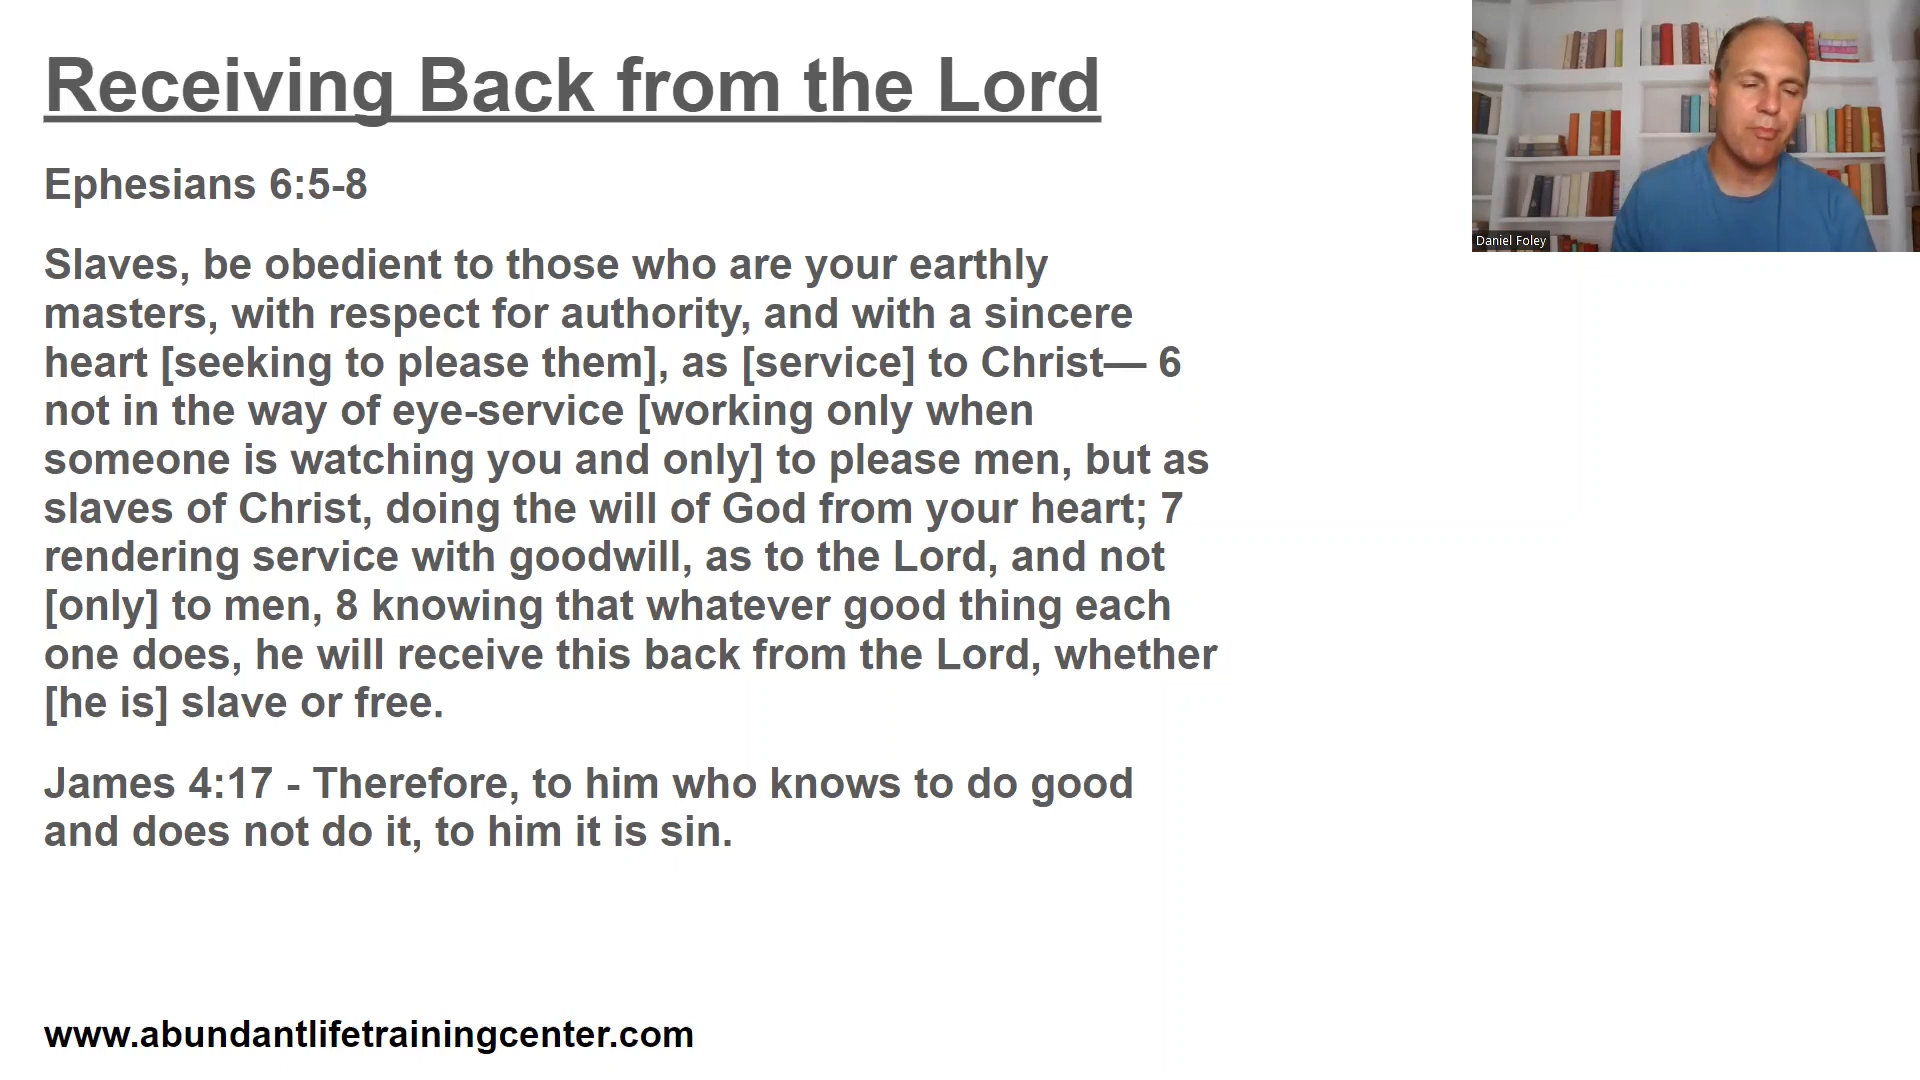 Receiving Back from the Lord
Daniel Foley
Ephesians 6:5-8
Slaves, be obedient to those who are your earthly
masters, with respect for authority, and with a sincere
heart [seeking to please them], as [service] to Christ— 6
not in the way of eye-service [working only when
someone is watching you and only] to please men, but as
slaves of Christ, doing the will of God from your heart; 7
rendering service with goodwill, as to the Lord, and not
[only] to men, 8 knowing that whatever good thing each
one does, he will receive this back from the Lord, whether
[he is] slave or free.
James 4:17 - Therefore, to him who knows to do good
and does not do it, to him it is sin.
www.abundantlifetrainingcenter.com